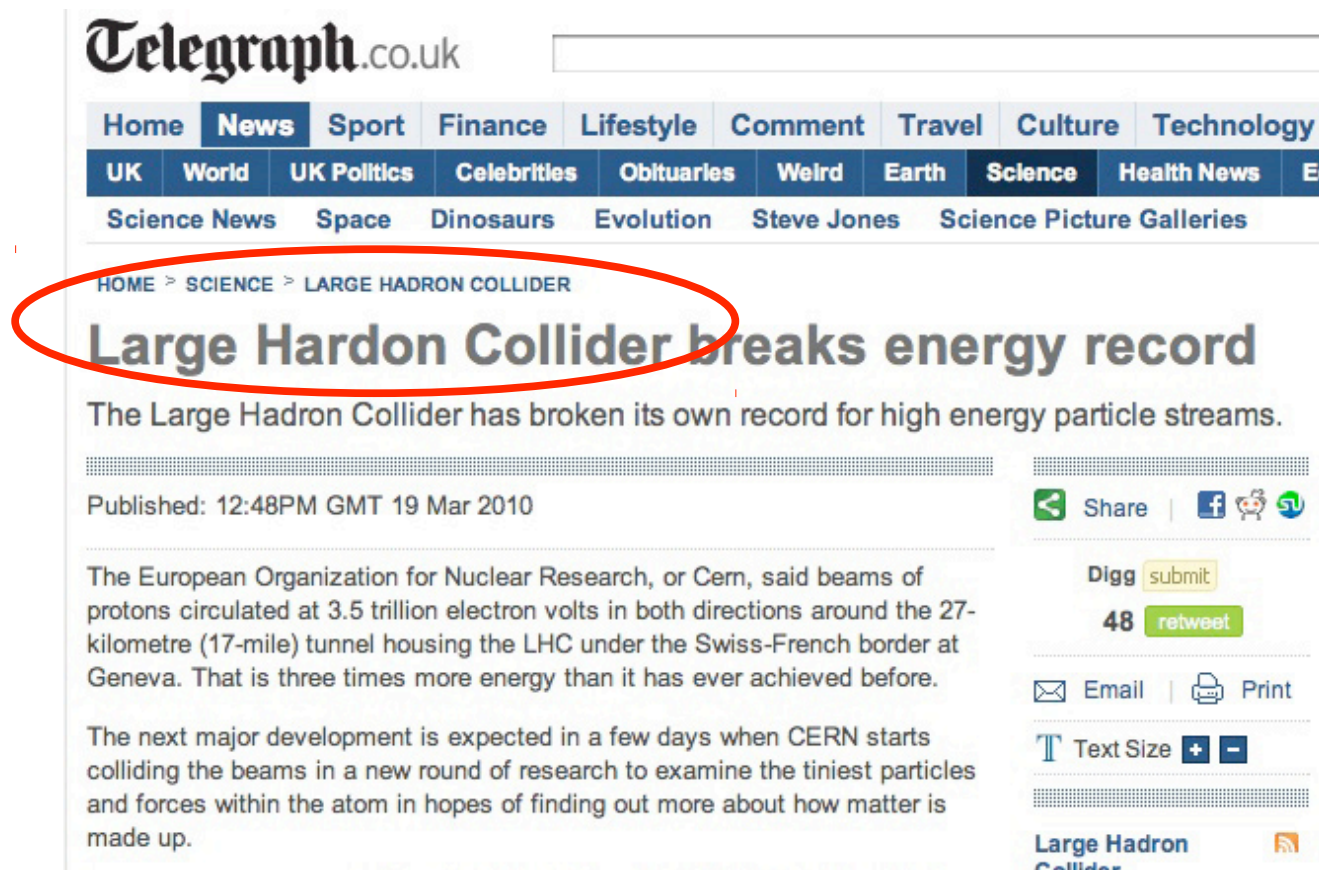 Telegraph.co.uk
Home News Sport Finance Lifestyle Comment Travel Culture Technology
UK World UK Politics Celebrities Obituaries Weird Earth Science Health News
Science News Space Dinosaurs Evolution Steve Jones Science Picture Galleries
HOME > SCIENCE > LARGE HADRON COLLIDER
Large Hardon Collider breaks energy record
The Large Hadron Collider has broken its own record for high energy particle streams.
Published: 12:48PM GMT 19 Mar 2010
The European Organization for Nuclear Research, or Cern, said beams of
protons circulated at 3.5 trillion electron volts in both directions around the 27-
kilometre (17-mile) tunnel housing the LHC under the Swiss-French border at
Geneva. That is three times more energy than it has ever achieved before.
The next major development is expected in a few days when CERN starts
colliding the beams in a new round of research to examine the tiniest particles
and forces within the atom in hopes of finding out more about how matter is
made up.
Share
Digg submit
48 retweet
Email Print
Text Size + -
Large Hadron
Collider